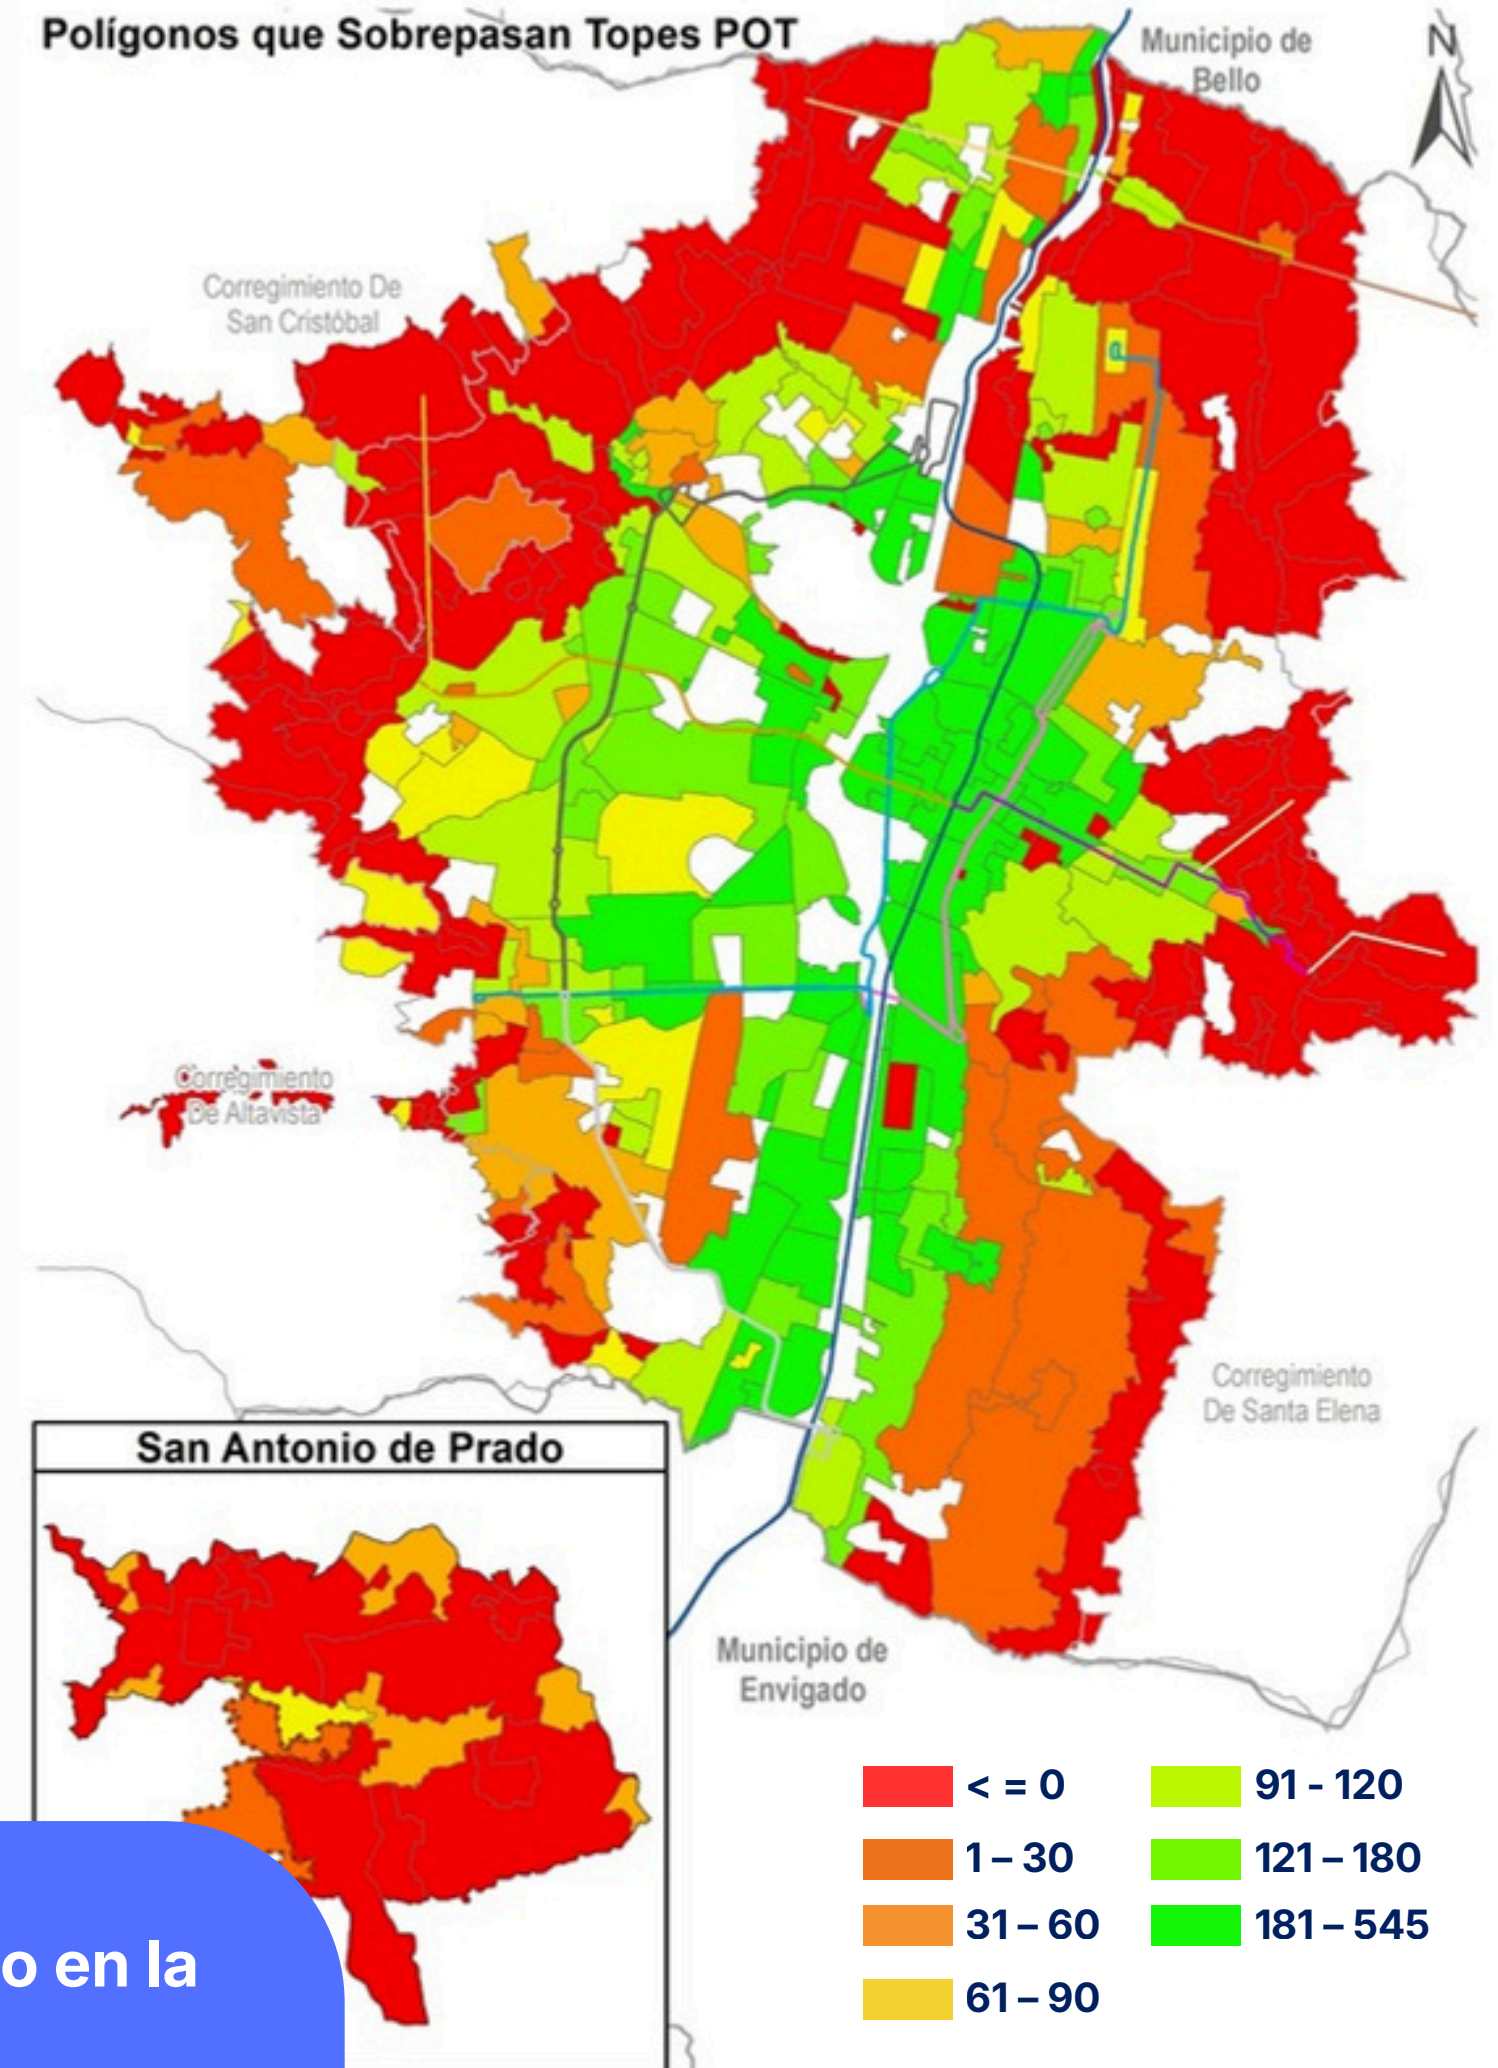 Polígonos que Sobrepasan Topes POT
Municipio de
Bello
N
Corregimiento De
San Cristóbal
Corregimiento
De Altavista
Corregimiento
De Santa Elena
San Antonio de Prado
Municipio de
Envigado
< = 0
1 – 30
31 – 60
61 – 90
91 - 120
121 – 180
181 – 545
o en la